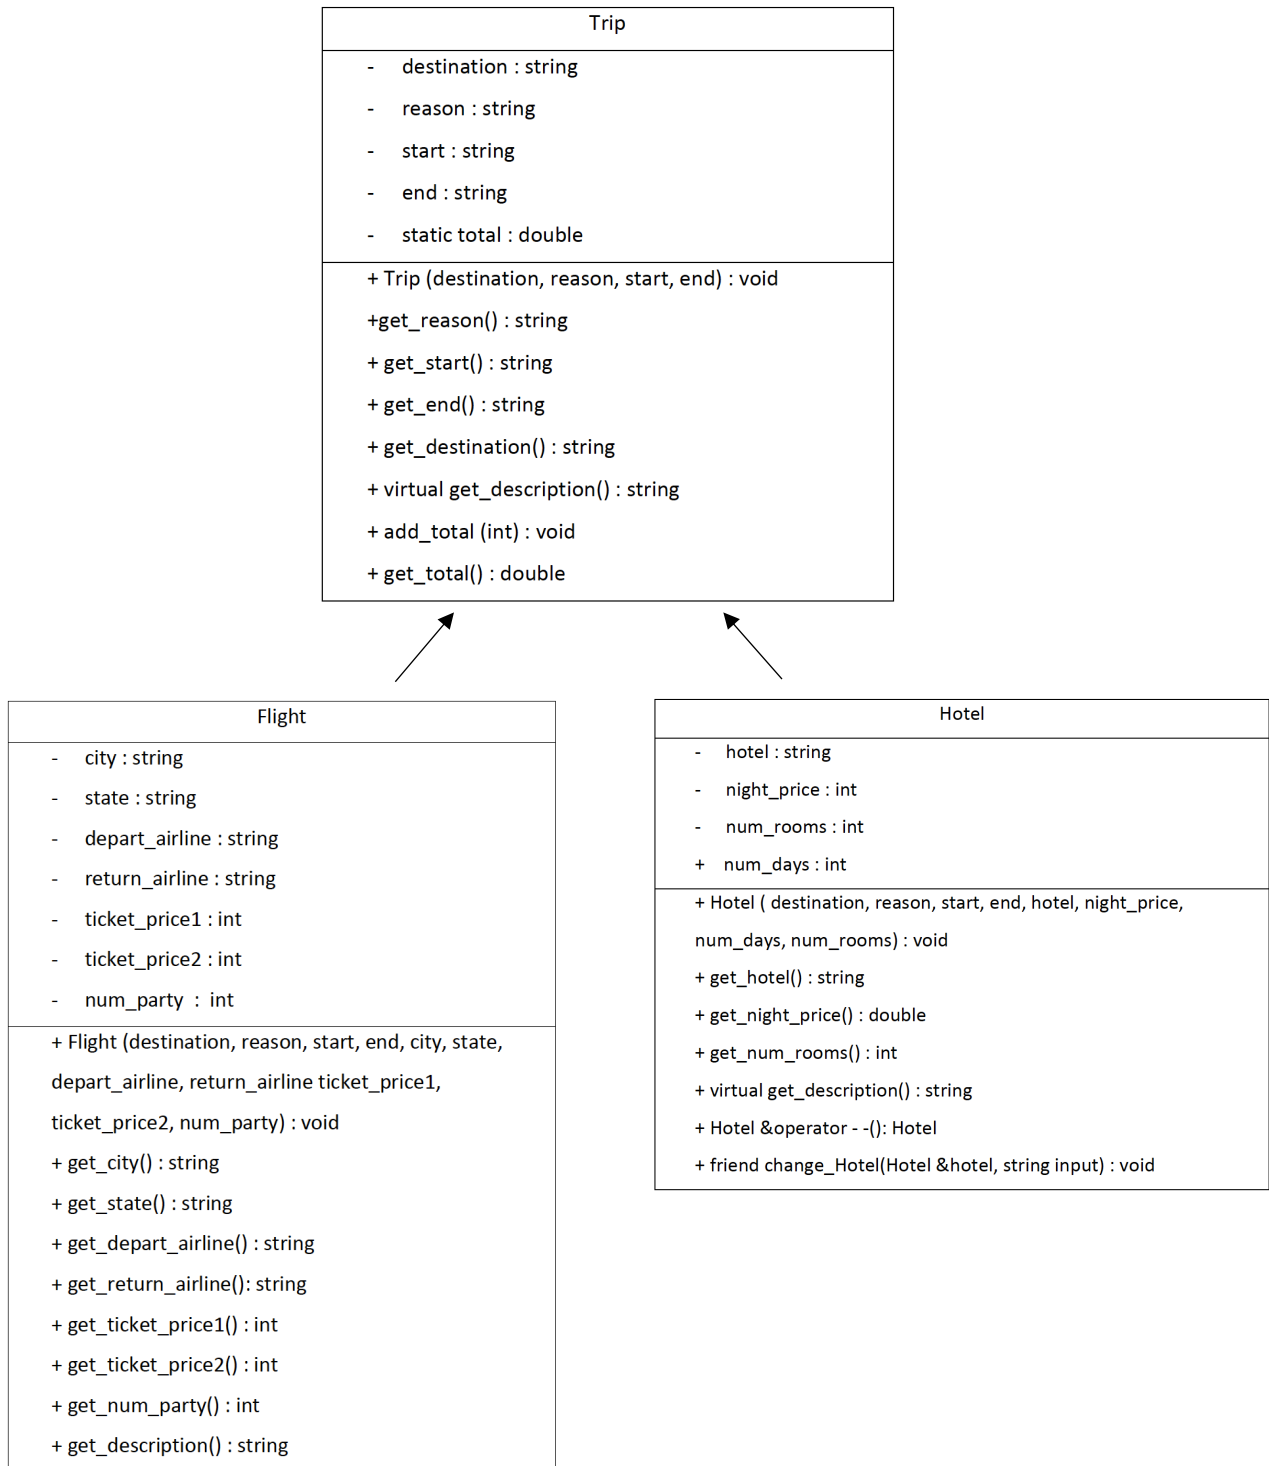 Trip
- destination : string
- reason : string
- start : string
- end : string
- static total : double
+ Trip (destination, reason, start, end) : void
+get_reason() : string
+ get_start() : string
+ get_end() : string
+ get_destination() : string
+ virtual get_description() : string
+ add_total (int) : void
+ get_total() : double
Flight
- city : string
- state : string
- depart_airline : string
- return_airline : string
- ticket_price1 : int
- ticket_price2 : int
- num_party : int
+ Flight (destination, reason, start, end, city, state,
depart_airline, return_airline ticket_price1,
ticket_price2, num_party) : void
+ get_city() : string
+ get_state() : string
+ get_depart_airline() : string
+ get_return_airline(): string
+ get_ticket_price1() : int
+ get_ticket_price2() : int
+ get_num_party() : int
+ get_description() : string
Hotel
- hotel : string
- night_price : int
- num_rooms : int
+ num_days : int
+ Hotel ( destination, reason, start, end, hotel, night_price,
num_days, num_rooms) : void
+ get_hotel() : string
+ get_night_price() : double
+ get_num_rooms() : int
+ virtual get_description() : string
+ Hotel &operator - -(): Hotel
+ friend change_Hotel(Hotel &hotel, string input) : void